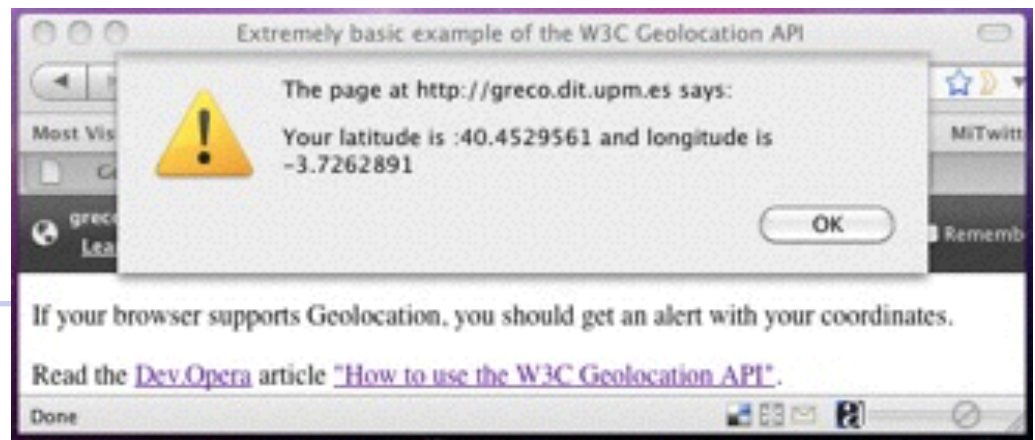 Extremely basic example of the W3C Geolocation API
The page at http://greco.dit.upm.es says:
Your latitude is :40.4529561 and longitude is
-3.7262891
OK
Most Vis
MiTwitt
grec
Lea
Rememb
If your browser supports Geolocation, you should get an alert with your coordinates.
Read the Dev.Opera article "How to use the W3C Geolocation API".
Done